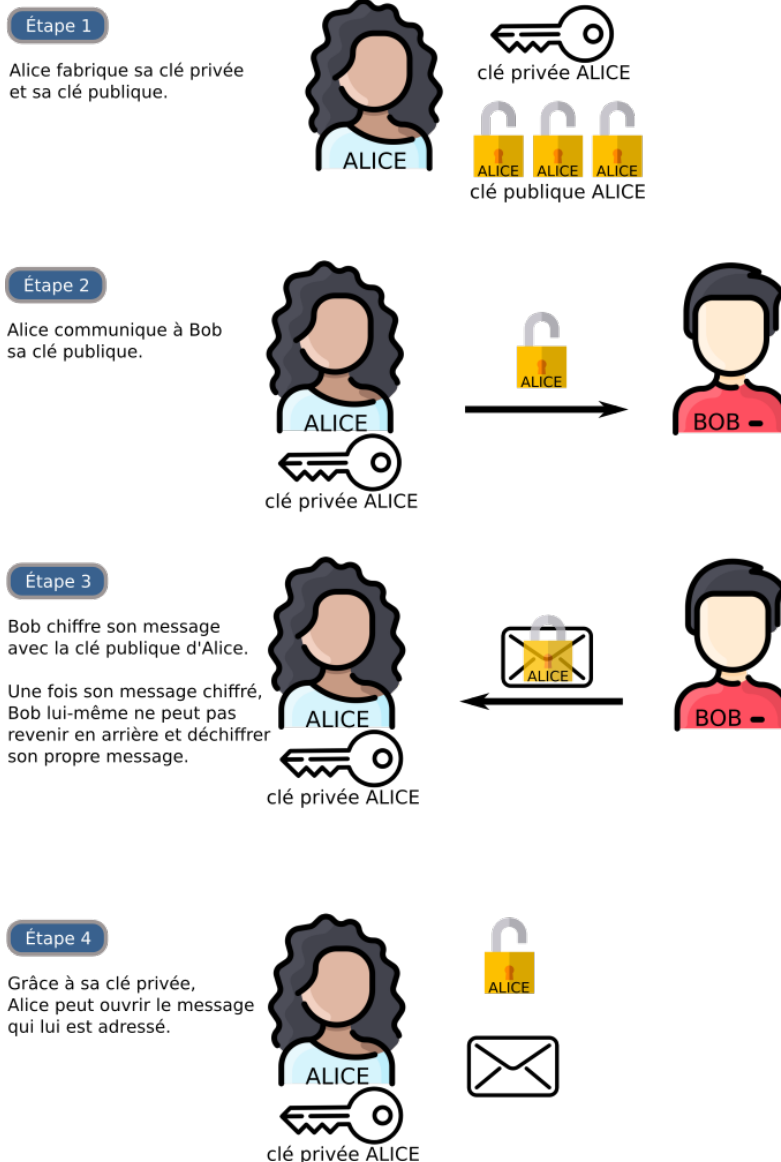 Étape 1
Alice fabrique sa clé privée
et sa clé publique.
ALICE
clé privée ALICE
ALICE ALICE ALICE
clé publique ALICE
Étape 2
Alice communique à Bob
sa clé publique.
ALICE
clé privée ALICE
ALICE
BOB
Étape 3
Bob chiffre son message
avec la clé publique d'Alice.
Une fois son message chiffré,
Bob lui-même ne peut pas
revenir en arrière et déchiffrer
son propre message.
ALICE
clé privée ALICE
ALICE
BOB
Étape 4
Grâce à sa clé privée,
Alice peut ouvrir le message
qui lui est adressé.
ALICE
clé privée ALICE
ALICE